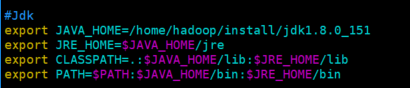 #Jdk
export JAVA_HOME=/home/hadoop/install/jdk1.8.0_151
export JRE_HOME=$JAVA_HOME/jre
export CLASSPATH=.:$JAVA_HOME/lib:$JRE_HOME/lib
export PATH=$PATH:$JAVA_HOME/bin:$JRE_HOME/bin